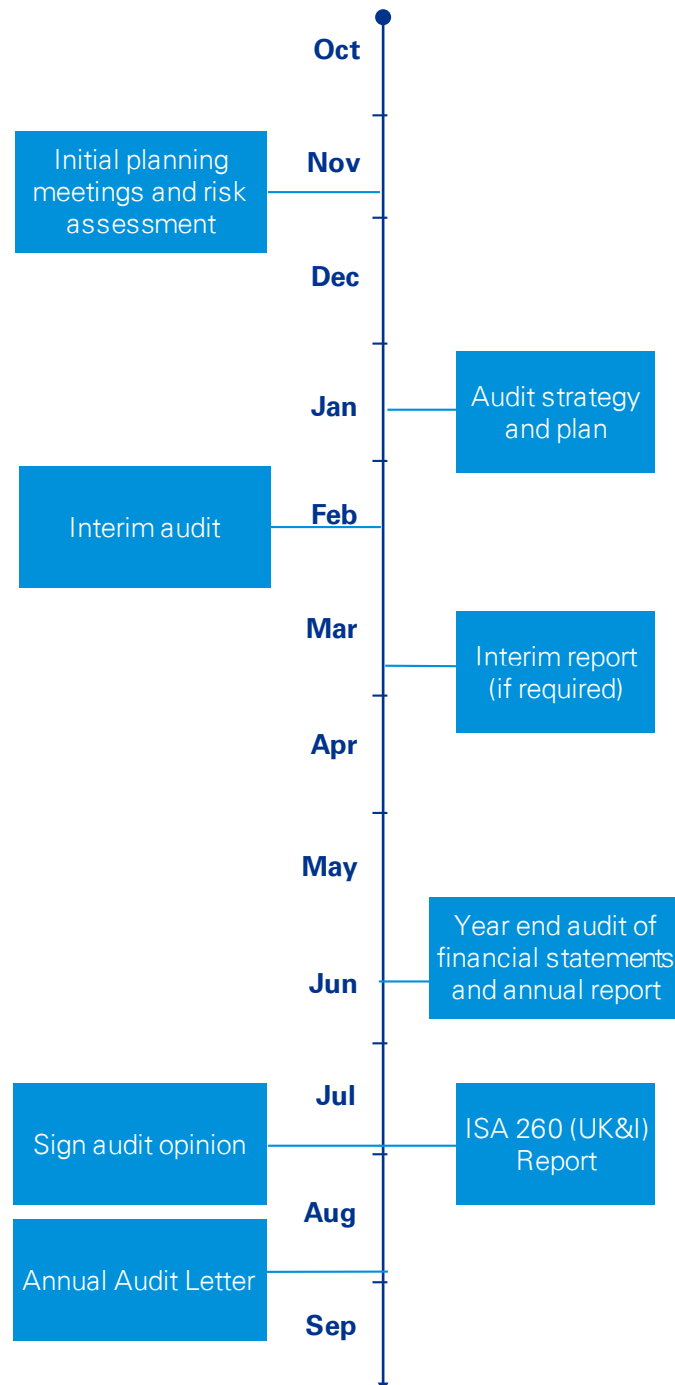 Oct
Initial planning
meetings and risk
assessment
Nov
Dec
Jan
Audit strategy
and plan
Interim audit
Feb
Mar
Interim report
(if required)
Apr
May
Year end audit of
financial statements
and annual report
Jun
Jul
Sign audit opinion
ISA 260 (UK&I)
Report
Aug
Annual Audit Letter
Sep